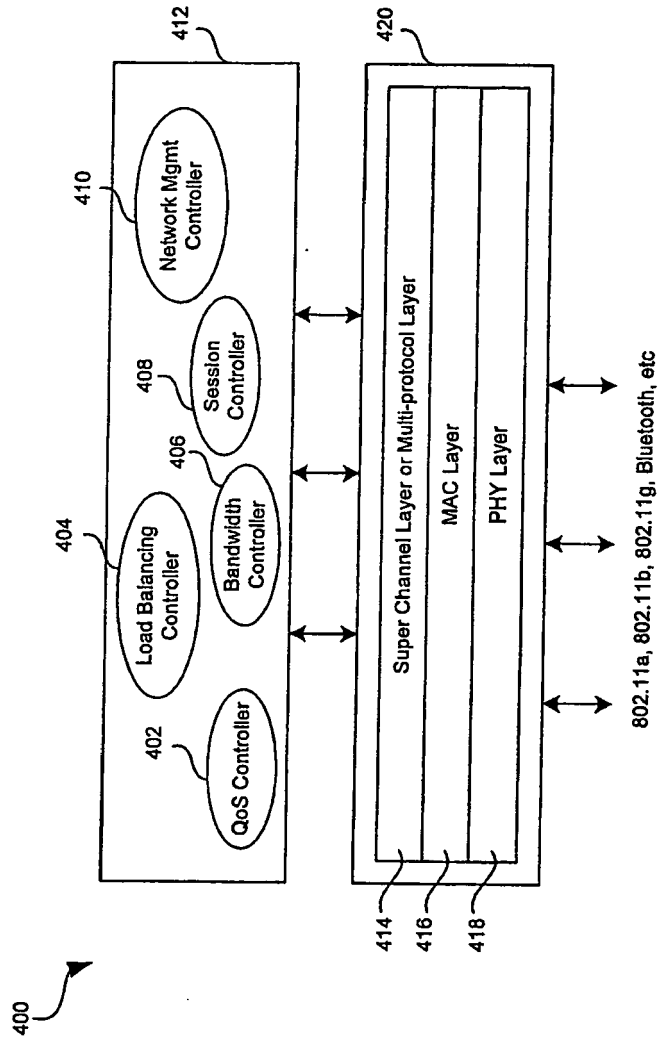 400
412
410
Network Mgmt
Controller
408
Session
Controller
406
Bandwidth
Controller
404
Load Balancing
Controller
402
QoS Controller
420
Super Channel Layer or Multi-protocol Layer
MAC Layer
PHY Layer
414
416
418
802.11a, 802.11b, 802.11g, Bluetooth, etc